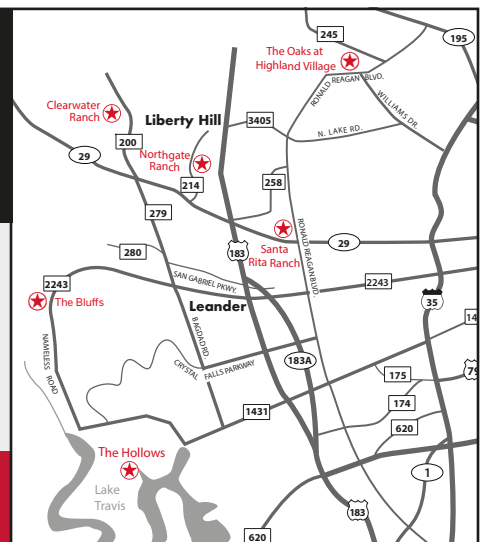 245
195
The Oaks at
Highland Village
RONALD REAGAN BLVD.
WILLIAMS DR.
Clearwater
Ranch
Liberty Hill
3405
N. LAKE RD.
200
29
Northgate
Ranch
214
258
279
RONALD REAGAN BLVD.
Santa
Rita Ranch
29
280
183
SAN GABRIEL PKWY.
2243
2243
The Bluffs
Leander
35
14
BAGDAD RD.
NAMELESS ROAD
CRYSTAL FALLS PARKWAY
183A
175
79
174
1431
620
The Hollows
Lake
Travis
1
183
620